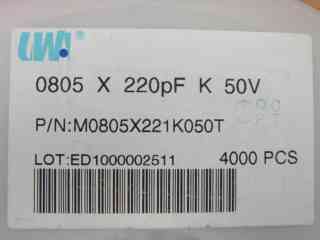 0805 X 220pF K 50V
P/N:M0805X221K050T
LOT:ED1000002511 4000 PCS